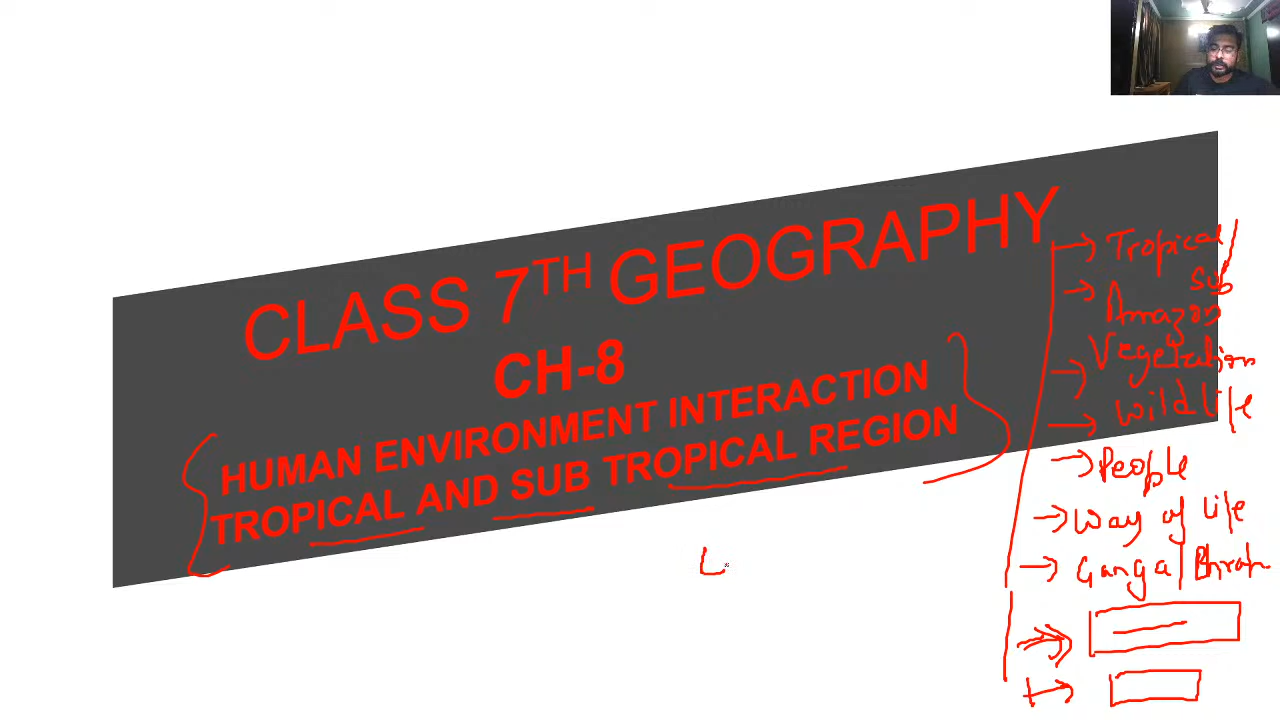 CLASS 7TH GEOGRAPHY
CH-8
HUMAN ENVIRONMENT INTERACTION
TROPICAL AND SUB TROPICAL REGION
Tropical/
Sub
Amazon
Vegetation
Wild life
People
Way of life
Ganga/
L